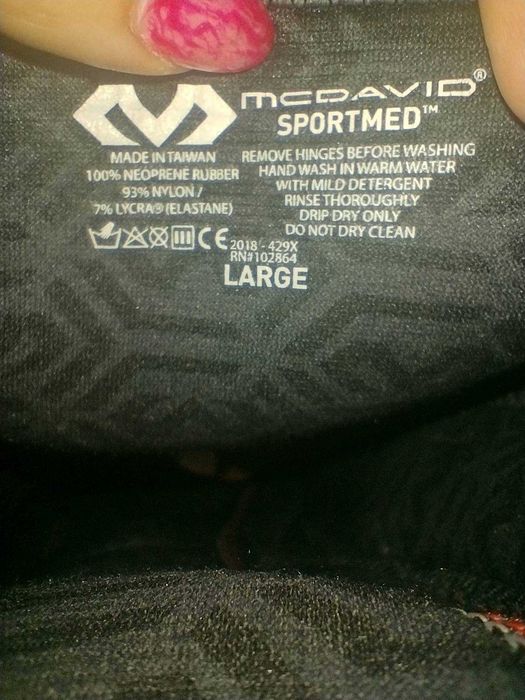 MCDAVID®
SPORTMED™
MADE IN TAIWAN
100% NEOPRENE RUBBER
93% NYLON /
7% LYCRA® (ELASTANE)
REMOVE HINGES BEFORE WASHING
HAND WASH IN WARM WATER
WITH MILD DETERGENT
RINSE THOROUGHLY
DRIP DRY ONLY
DO NOT DRY CLEAN
CE
2018 - 429X
RN#102864
LARGE